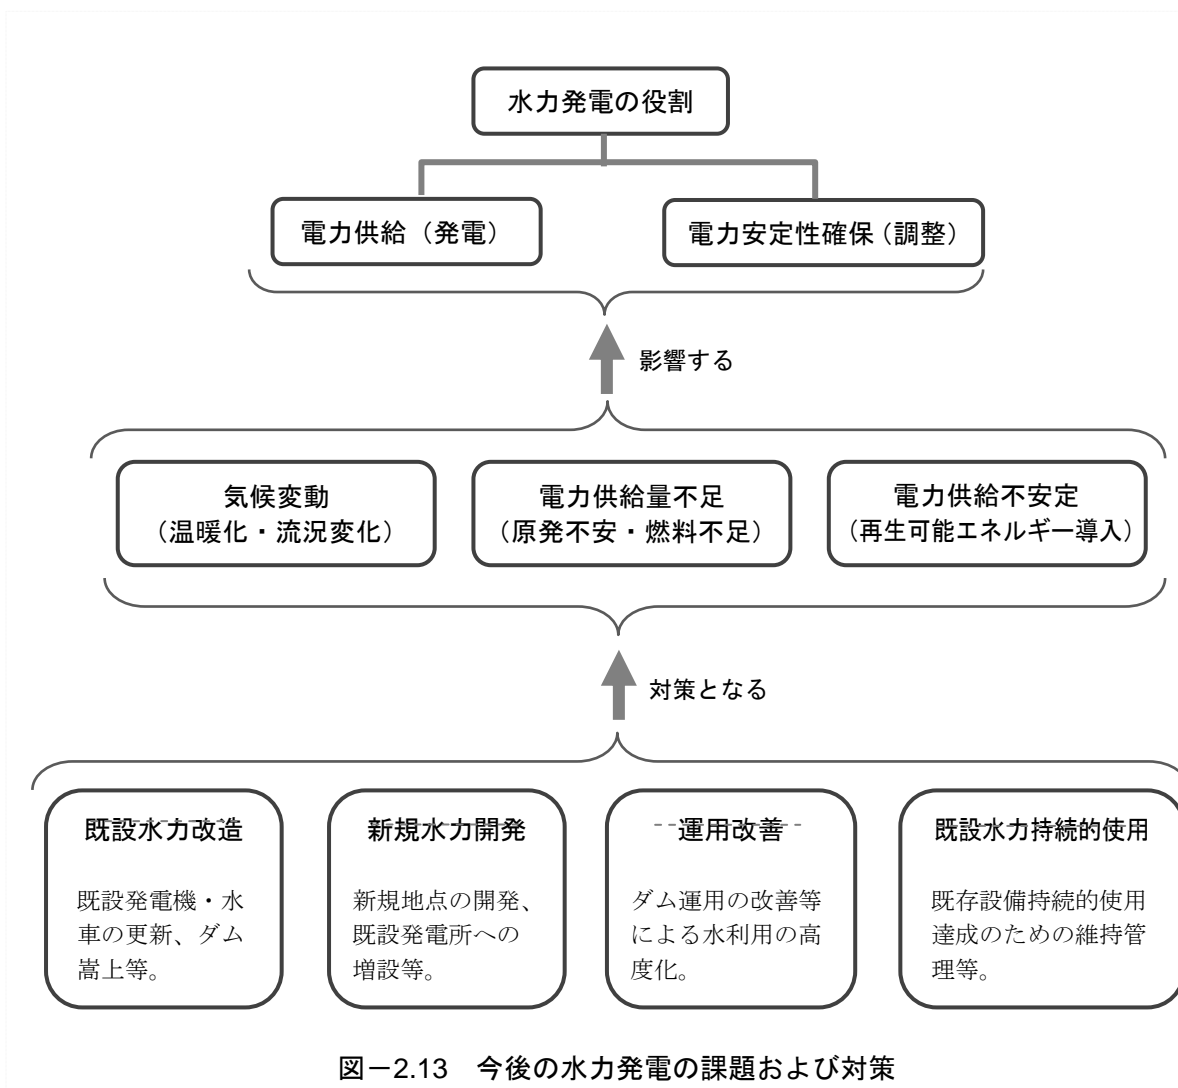 水力発電の役割
電力供給（発電）
電力安定性確保（調整）
影響する
気候変動
（温暖化・流況変化）
電力供給量不足
（原発不安・燃料不足）
電力供給不安定
（再生可能エネルギー導入）
対策となる
既設水力改造
既設発電機・水
車の更新、ダム
嵩上等。
新規水力開発
新規地点の開発、
既設発電所への
増設等。
運用改善
ダム運用の改善等
による水利用の高
度化。
既設水力持続的使用
既存設備持続的使用
達成のための維持管
理等。
図－2.13　今後の水力発電の課題および対策